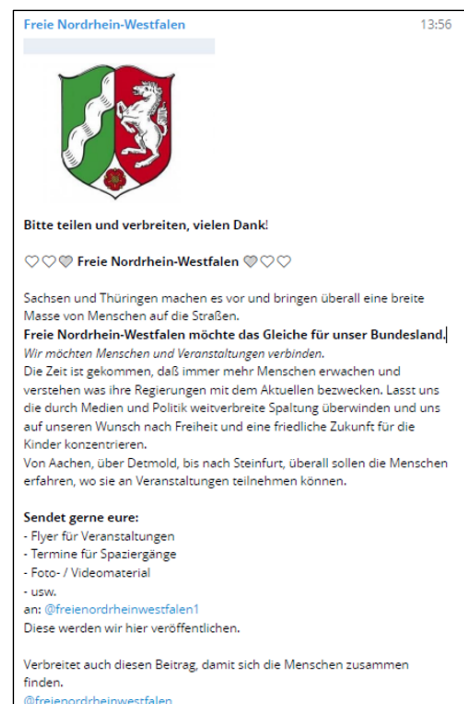 Freie Nordrhein-Westfalen 13:56
Bitte teilen und verbreiten, vielen Dank!
♡♡♡ Freie Nordrhein-Westfalen ♡♡♡
Sachsen und Thüringen machen es vor und bringen überall eine breite
Masse von Menschen auf die Straßen.
Freie Nordrhein-Westfalen möchte das Gleiche für unser Bundesland.
Wir möchten Menschen und Veranstaltungen verbinden.
Die Zeit ist gekommen, daß immer mehr Menschen erwachen und
verstehen was ihre Regierungen mit dem Aktuellen bezwecken. Lasst uns
die durch Medien und Politik weitverbreite Spaltung überwinden und uns
auf unseren Wunsch nach Freiheit und eine friedliche Zukunft für die
Kinder konzentrieren.
Von Aachen, über Detmold, bis nach Steinfurt, überall sollen die Menschen
erfahren, wo sie an Veranstaltungen teilnehmen können.
Sendet gerne eure:
- Flyer für Veranstaltungen
- Termine für Spaziergänge
- Foto- / Videomaterial
- usw.
an: @freienordrheinwestfalen1
Diese werden wir hier veröffentlichen.
Verbreitet auch diesen Beitrag, damit sich die Menschen zusammen
finden.
@freienordrheinwestfalen